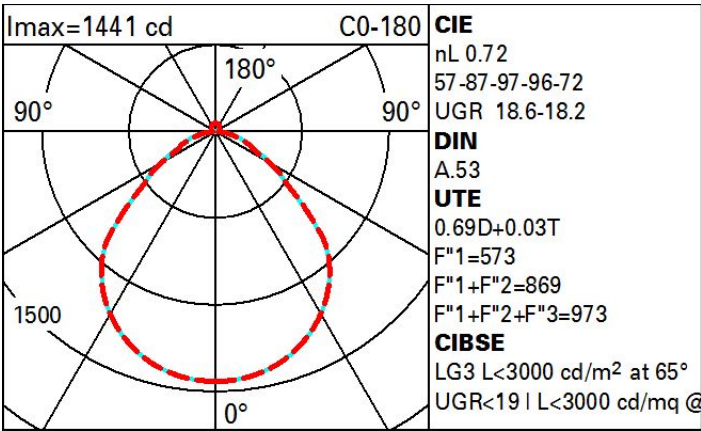 Imax=1441 cd
C0-180
180°
90°
90°
1500
0°
CIE
nL 0.72
57-87-97-96-72
UGR 18.6-18.2
DIN
A.53
UTE
0.69D+0.03T
F"1=573
F"1+F"2=869
F"1+F"2+F"3=973
CIBSE
LG3 L<3000 cd/m² at 65°
UGR<19 | L<3000 cd/mq @